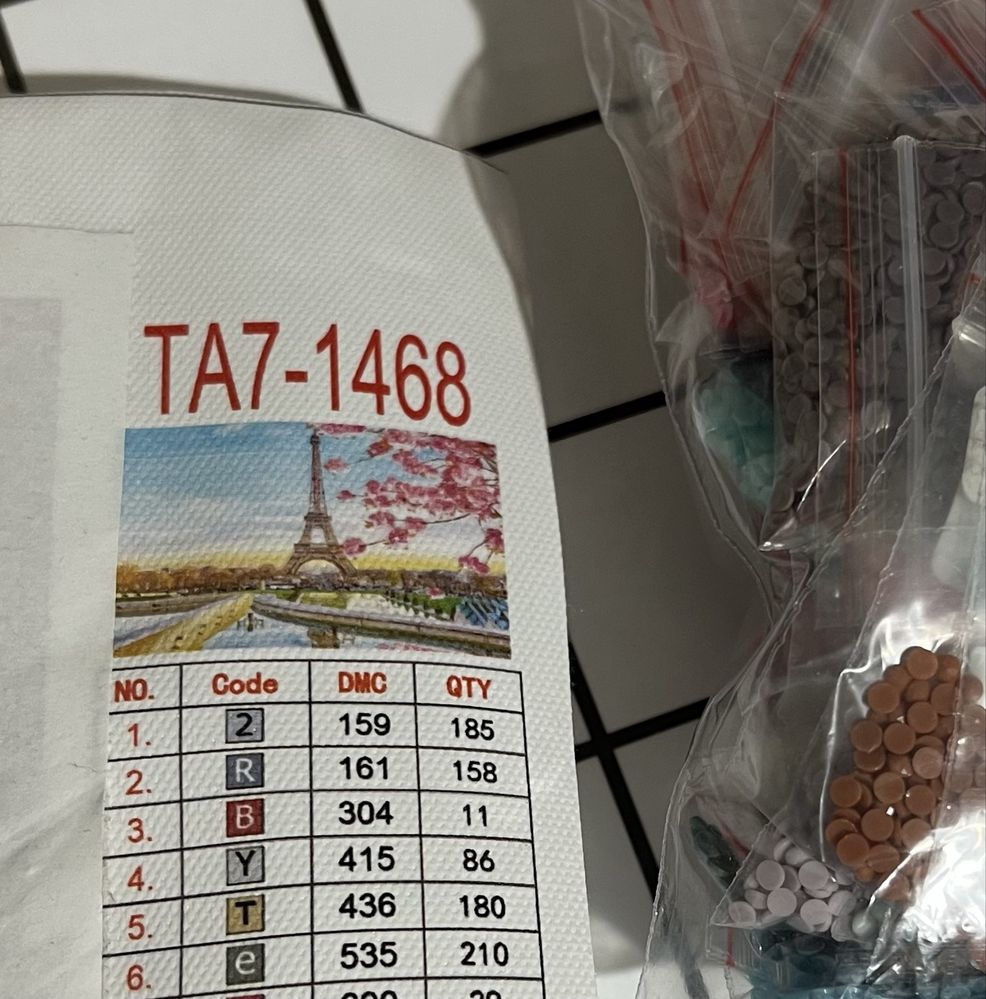 TA7-1468
NO. Code DMC QTY
1. 2 159 185
2. R 161 158
3. B 304 11
4. Y 415 86
5. T 436 180
6. e 535 210